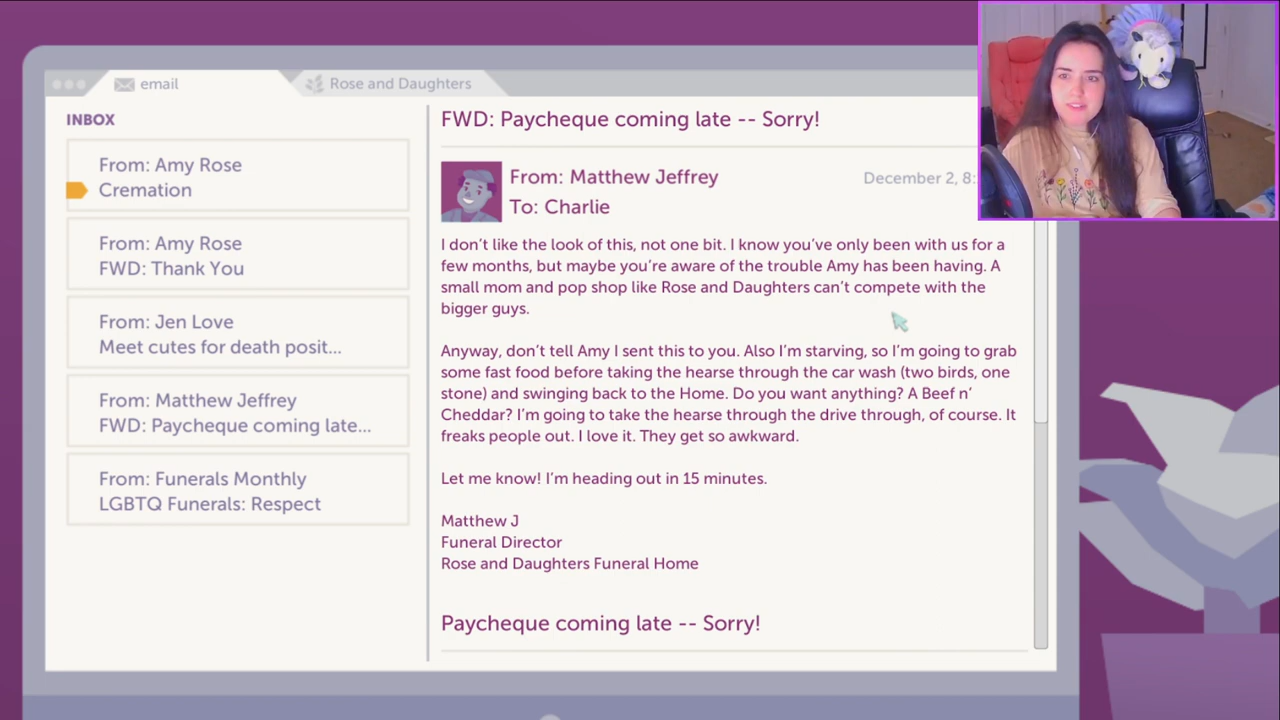 email
Rose and Daughters
INBOX
From: Amy Rose
Cremation
From: Amy Rose
FWD: Thank You
From: Jen Love
Meet cutes for death posit...
From: Matthew Jeffrey
FWD: Paycheque coming late...
From: Funerals Monthly
LGBTQ Funerals: Respect
FWD: Paycheque coming late -- Sorry!
From: Matthew Jeffrey
December 2, 8:
To: Charlie
I don't like the look of this, not one bit. I know you've only been with us for a
few months, but maybe you're aware of the trouble Amy has been having. A
small mom and pop shop like Rose and Daughters can't compete with the
bigger guys.
Anyway, don't tell Amy I sent this to you. Also I'm starving, so I'm going to grab
some fast food before taking the hearse through the car wash (two birds, one
stone) and swinging back to the Home. Do you want anything? A Beef n'
Cheddar? I'm going to take the hearse through the drive through, of course. It
freaks people out. I love it. They get so awkward.
Let me know! I'm heading out in 15 minutes.
Matthew J
Funeral Director
Rose and Daughters Funeral Home
Paycheque coming late -- Sorry!